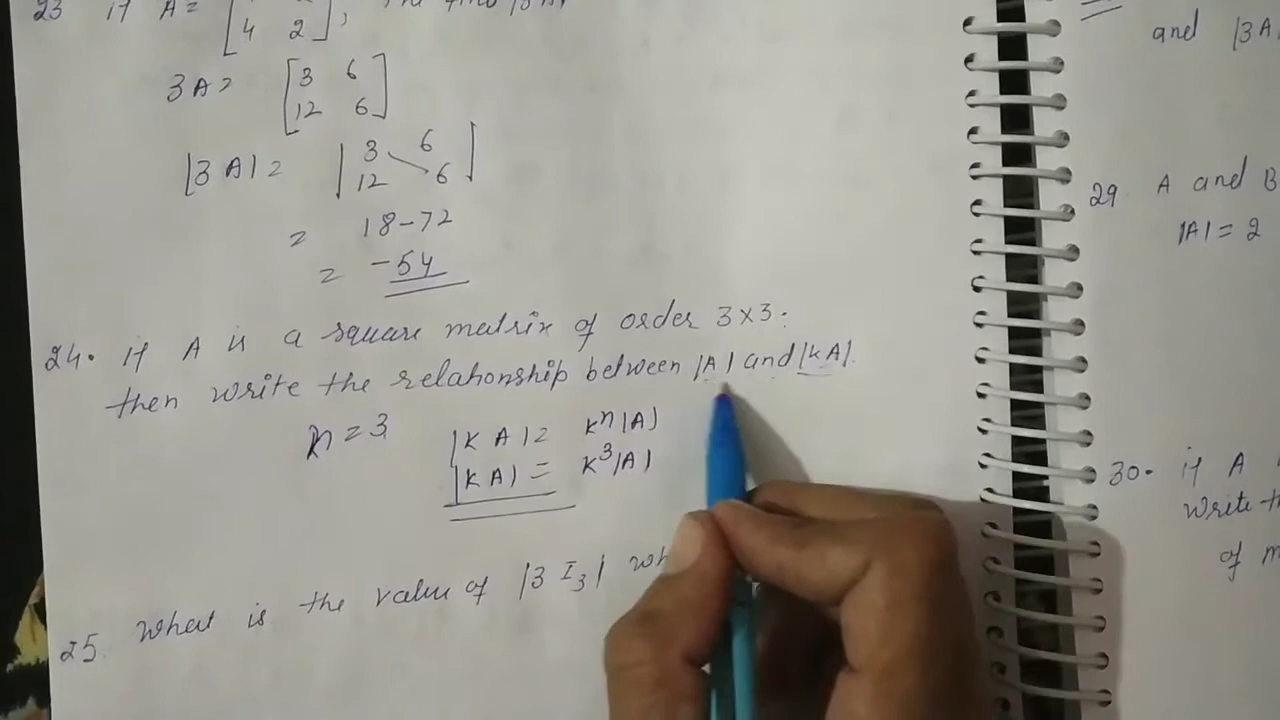 23 if A =
4 2
3A = [3 6
12 6]
|3A| = |3 6
12 6|
= 18-72
= -54
24. if A is a square matrix of order 3×3.
then write the relationship between |A| and |kA|.
n = 3
|KA| = K^n|A|
|KA| = K^3|A|
25. What is the value of |3 I_3|
and |3A
29 A and B
|A| = 2
30. if A
write
of